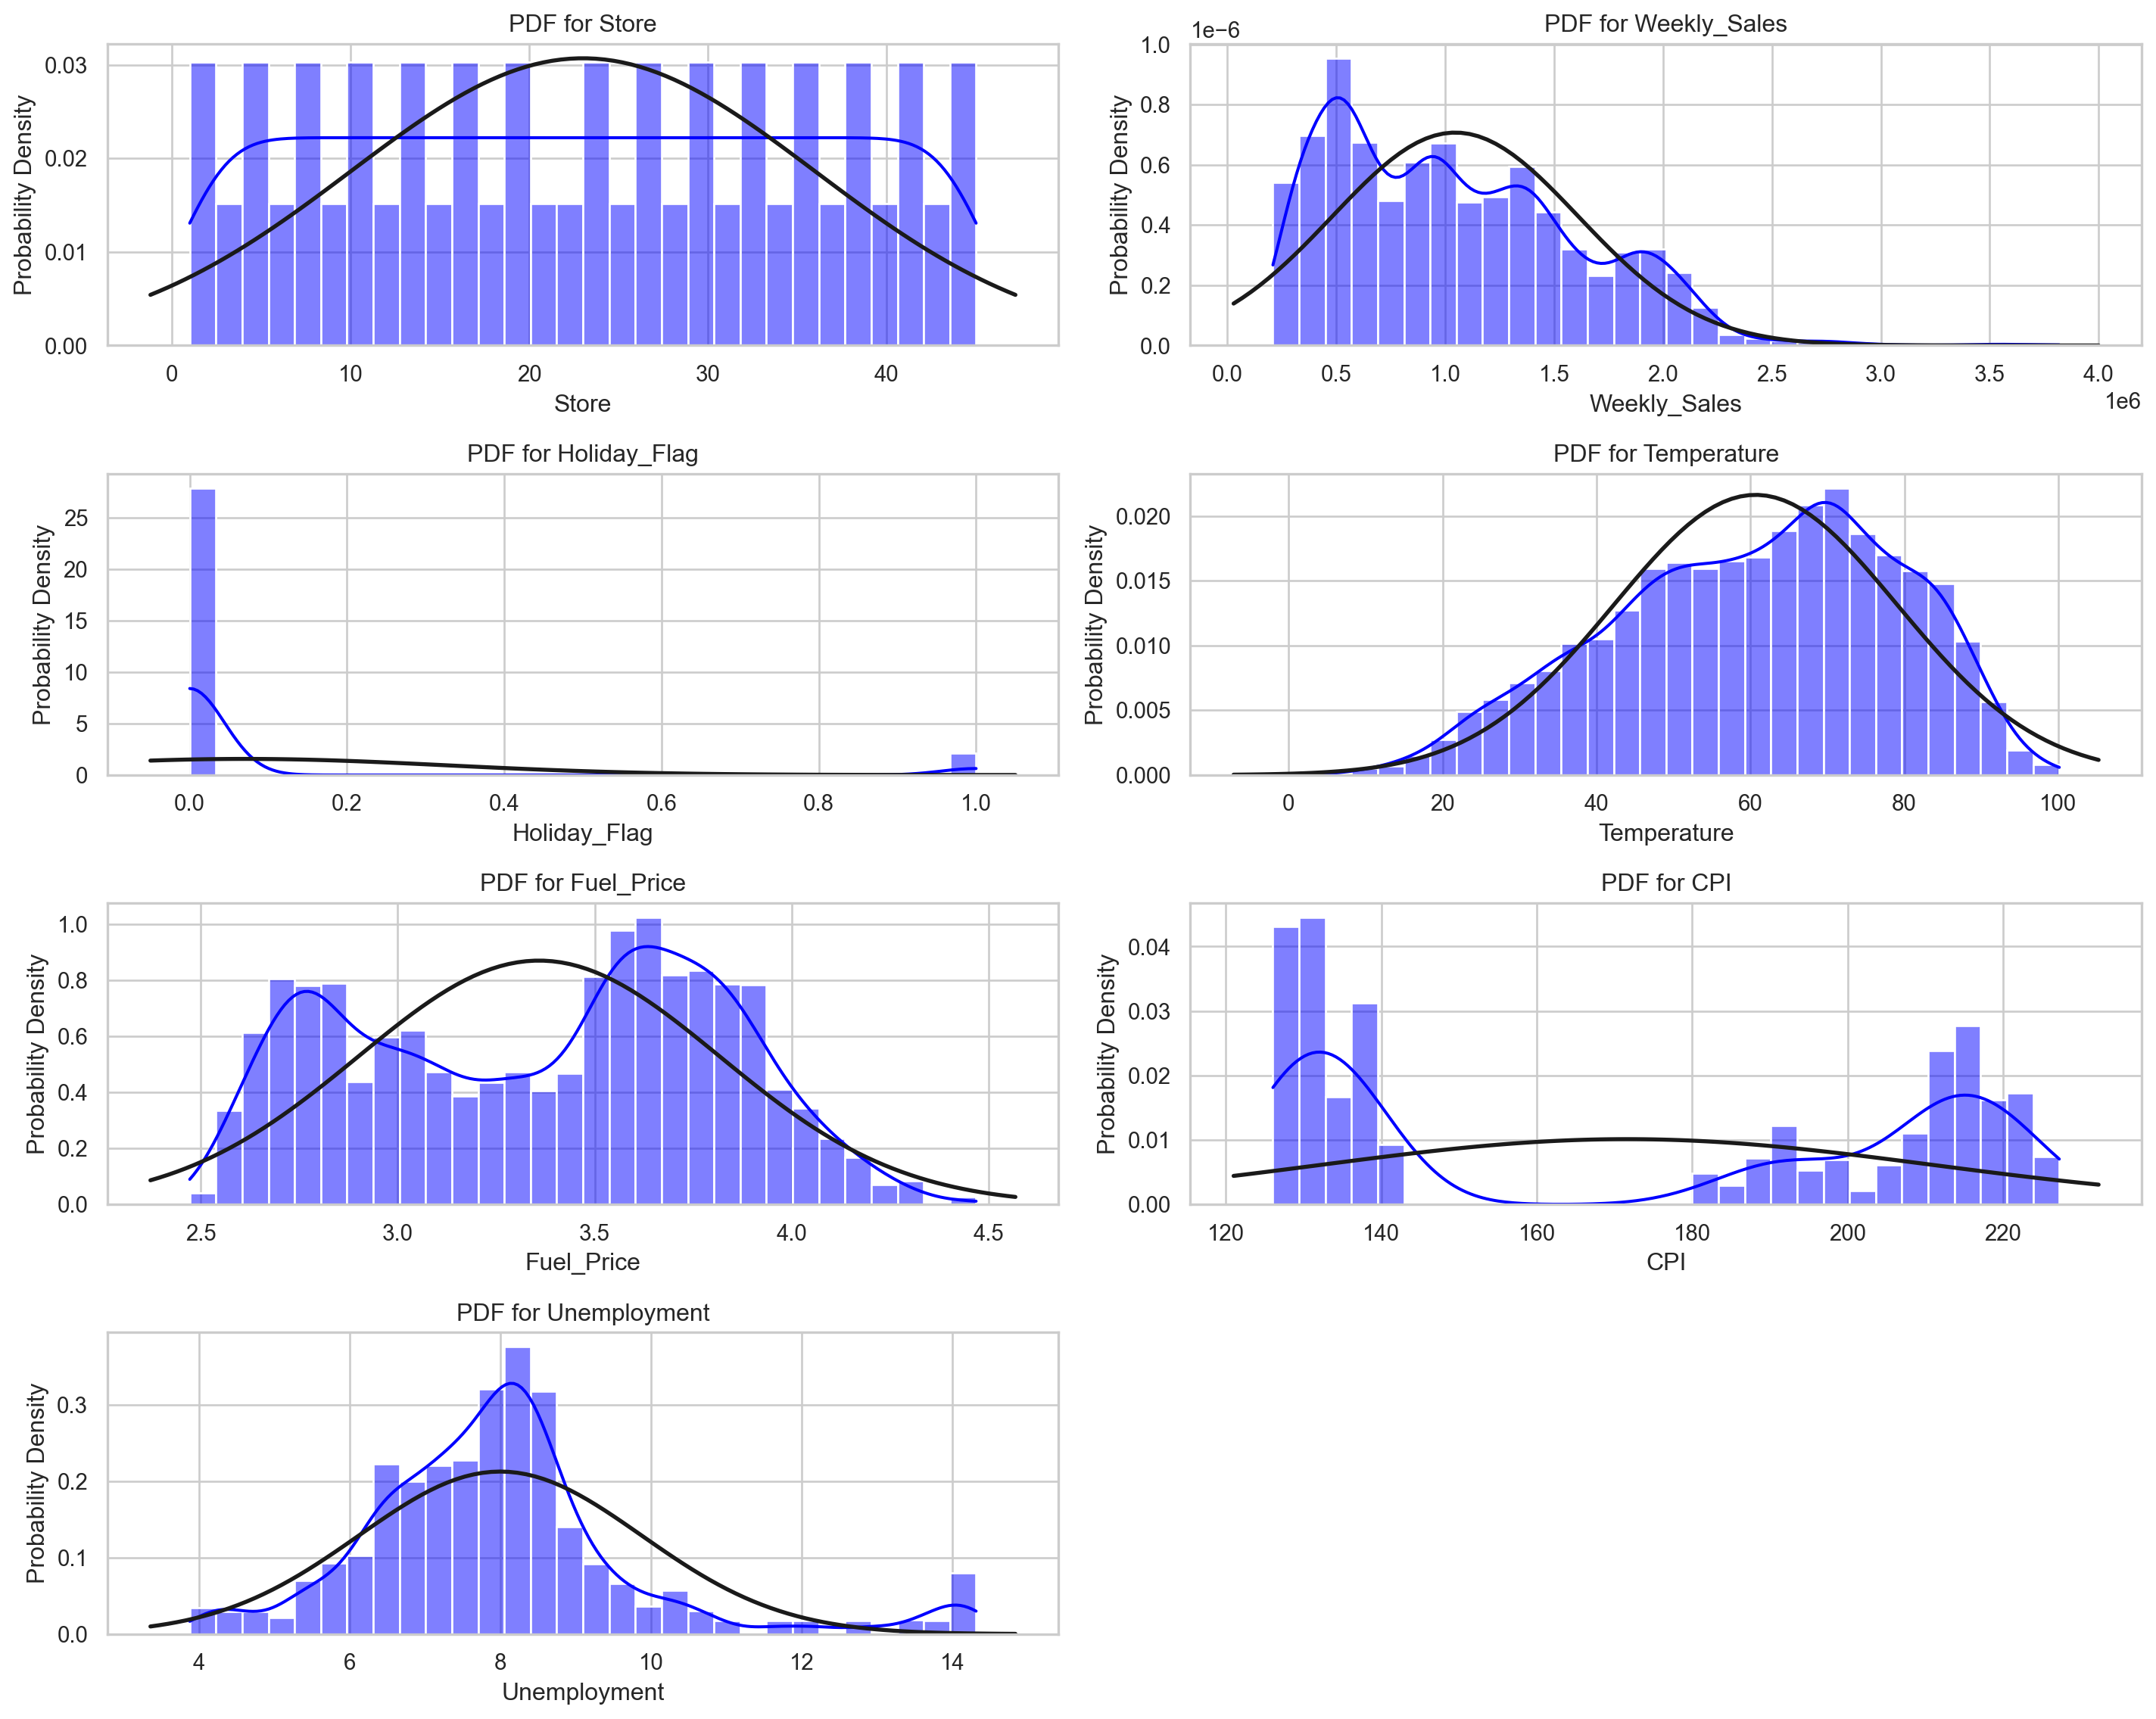 PDF for Store
Probability Density
0.03
0.02
0.01
0.00
0 10 20 30 40
Store
PDF for Weekly_Sales
1e−6
Probability Density
1.0
0.8
0.6
0.4
0.2
0.0
0.0 0.5 1.0 1.5 2.0 2.5 3.0 3.5 4.0
1e6
Weekly_Sales
PDF for Holiday_Flag
Probability Density
25
20
15
10
5
0
0.0 0.2 0.4 0.6 0.8 1.0
Holiday_Flag
PDF for Temperature
Probability Density
0.020
0.015
0.010
0.005
0.000
0 20 40 60 80 100
Temperature
PDF for Fuel_Price
Probability Density
1.0
0.8
0.6
0.4
0.2
0.0
2.5 3.0 3.5 4.0 4.5
Fuel_Price
PDF for CPI
Probability Density
0.04
0.03
0.02
0.01
0.00
120 140 160 180 200 220
CPI
PDF for Unemployment
Probability Density
0.3
0.2
0.1
0.0
4 6 8 10 12 14
Unemployment